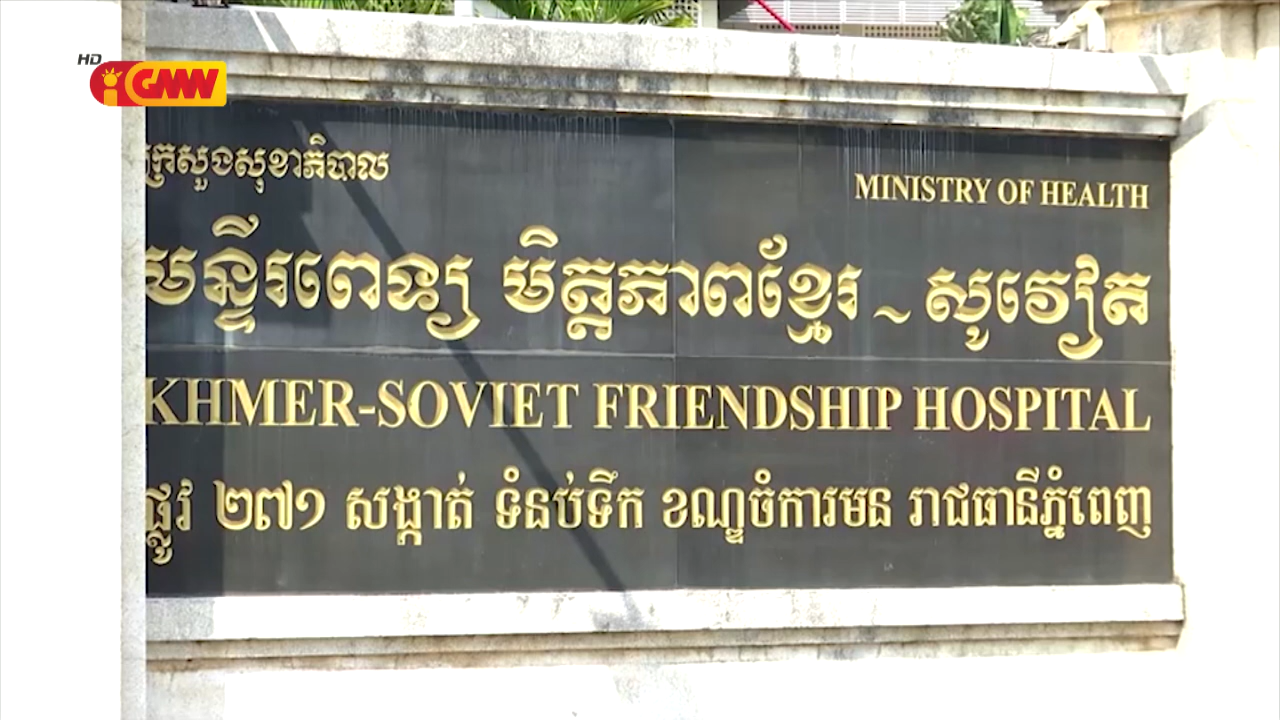 HD
iCGMW
ក្រសួងសុខាភិបាល
MINISTRY OF HEALTH
មន្ទីរពេទ្យ មិត្តភាពខ្មែរ ~ សូវៀត
KHMER-SOVIET FRIENDSHIP HOSPITAL
ផ្លូវ ២៧១ សង្កាត់ ទំនប់ទឹក ខណ្ឌចំការមន រាជធានីភ្នំពេញ